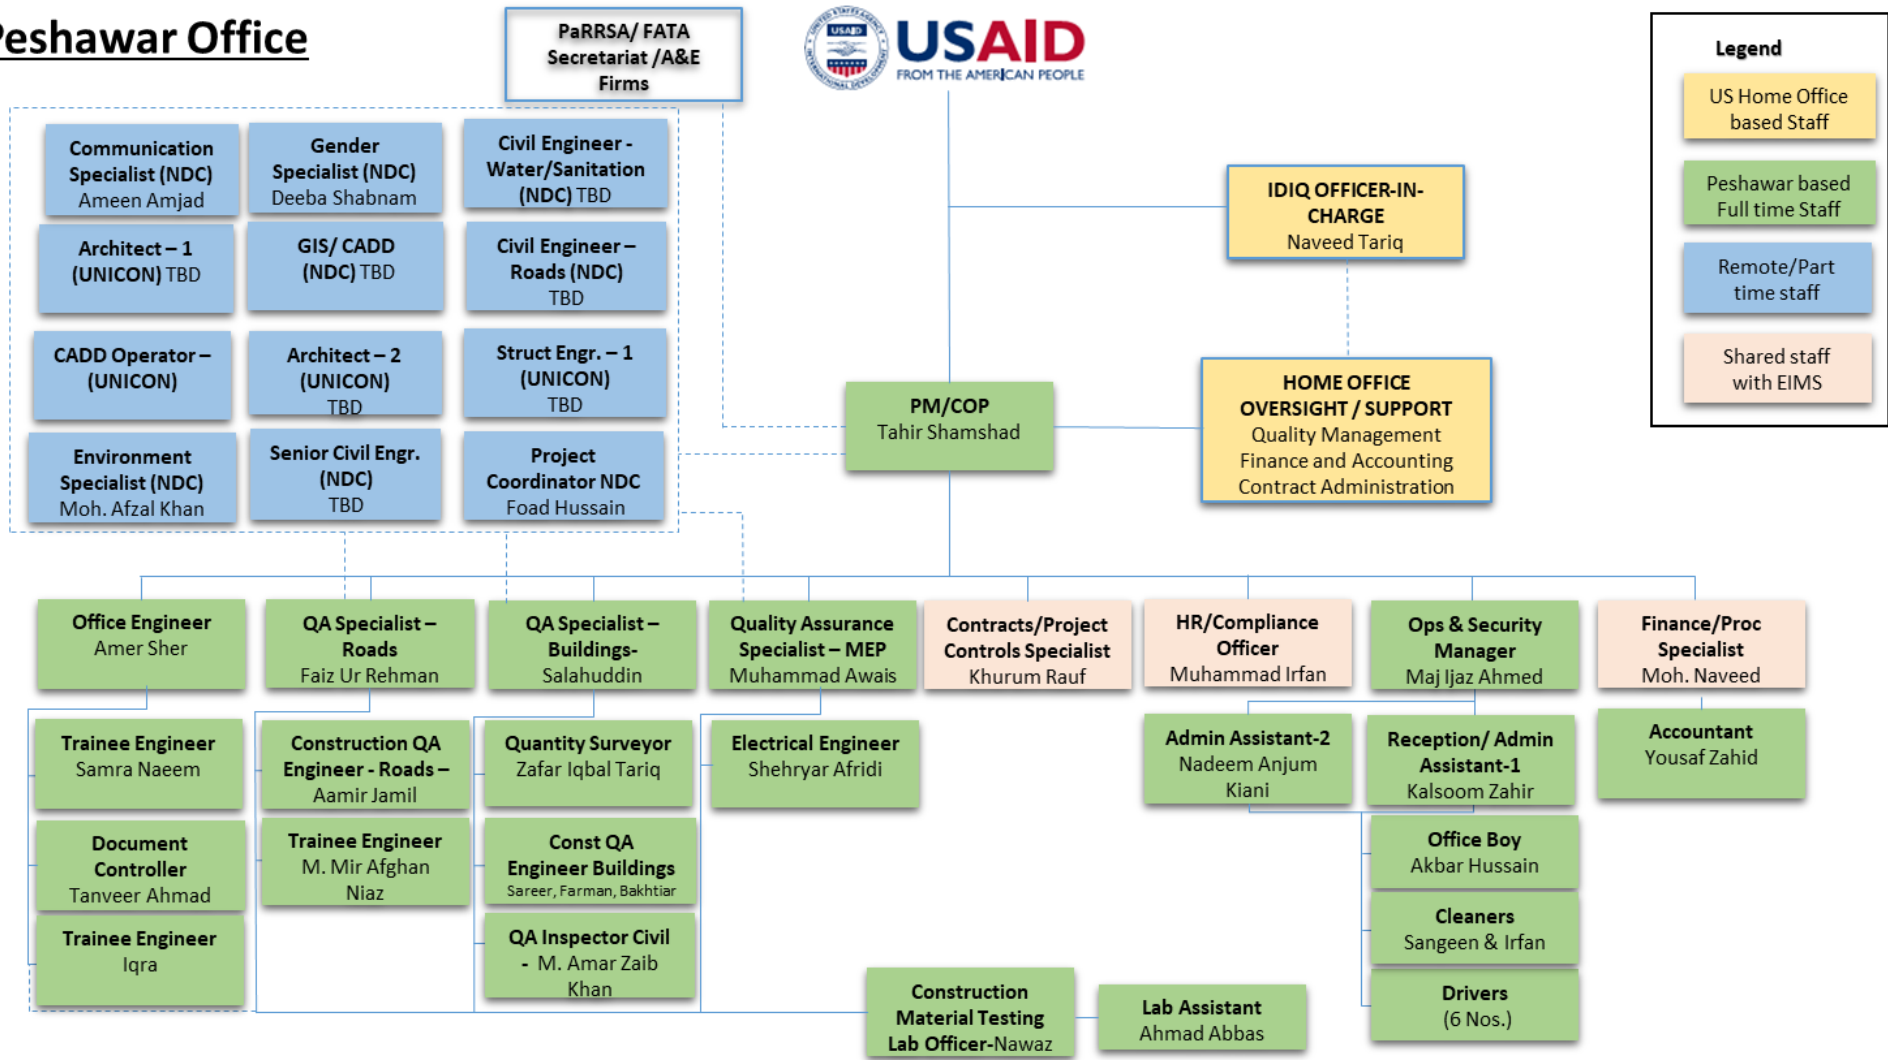 Peshawar Office
PaRRSA/ FATA
Secretariat /A&E
Firms
UNITED STATES AGENCY
USAID
INTERNATIONAL DEVELOPMENT
USAID
FROM THE AMERICAN PEOPLE
Legend
US Home Office
based Staff
Peshawar based
Full time Staff
Remote/Part
time staff
Shared staff
with EIMS
Communication
Specialist (NDC)
Ameen Amjad
Gender
Specialist (NDC)
Deeba Shabnam
Civil Engineer -
Water/Sanitation
(NDC) TBD
Architect – 1
(UNICON) TBD
GIS/ CADD
(NDC) TBD
Civil Engineer –
Roads (NDC)
TBD
CADD Operator –
(UNICON)
Architect – 2
(UNICON)
TBD
Struct Engr. – 1
(UNICON)
TBD
Environment
Specialist (NDC)
Moh. Afzal Khan
Senior Civil Engr.
(NDC)
TBD
Project
Coordinator NDC
Foad Hussain
IDIQ OFFICER-IN-
CHARGE
Naveed Tariq
PM/COP
Tahir Shamshad
HOME OFFICE
OVERSIGHT / SUPPORT
Quality Management
Finance and Accounting
Contract Administration
Office Engineer
Amer Sher
QA Specialist –
Roads
Faiz Ur Rehman
QA Specialist –
Buildings-
Salahuddin
Quality Assurance
Specialist – MEP
Muhammad Awais
Contracts/Project
Controls Specialist
Khurum Rauf
HR/Compliance
Officer
Muhammad Irfan
Ops & Security
Manager
Maj Ijaz Ahmed
Finance/Proc
Specialist
Moh. Naveed
Trainee Engineer
Samra Naeem
Construction QA
Engineer - Roads –
Aamir Jamil
Quantity Surveyor
Zafar Iqbal Tariq
Electrical Engineer
Shehryar Afridi
Admin Assistant-2
Nadeem Anjum
Kiani
Reception/ Admin
Assistant-1
Kalsoom Zahir
Accountant
Yousaf Zahid
Document
Controller
Tanveer Ahmad
Trainee Engineer
M. Mir Afghan
Niaz
Const QA
Engineer Buildings
Sareer, Farman, Bakhtiar
Office Boy
Akbar Hussain
Trainee Engineer
Iqra
QA Inspector Civil
- M. Amar Zaib
Khan
Cleaners
Sangeen & Irfan
Construction
Material Testing
Lab Officer-Nawaz
Lab Assistant
Ahmad Abbas
Drivers
(6 Nos.)